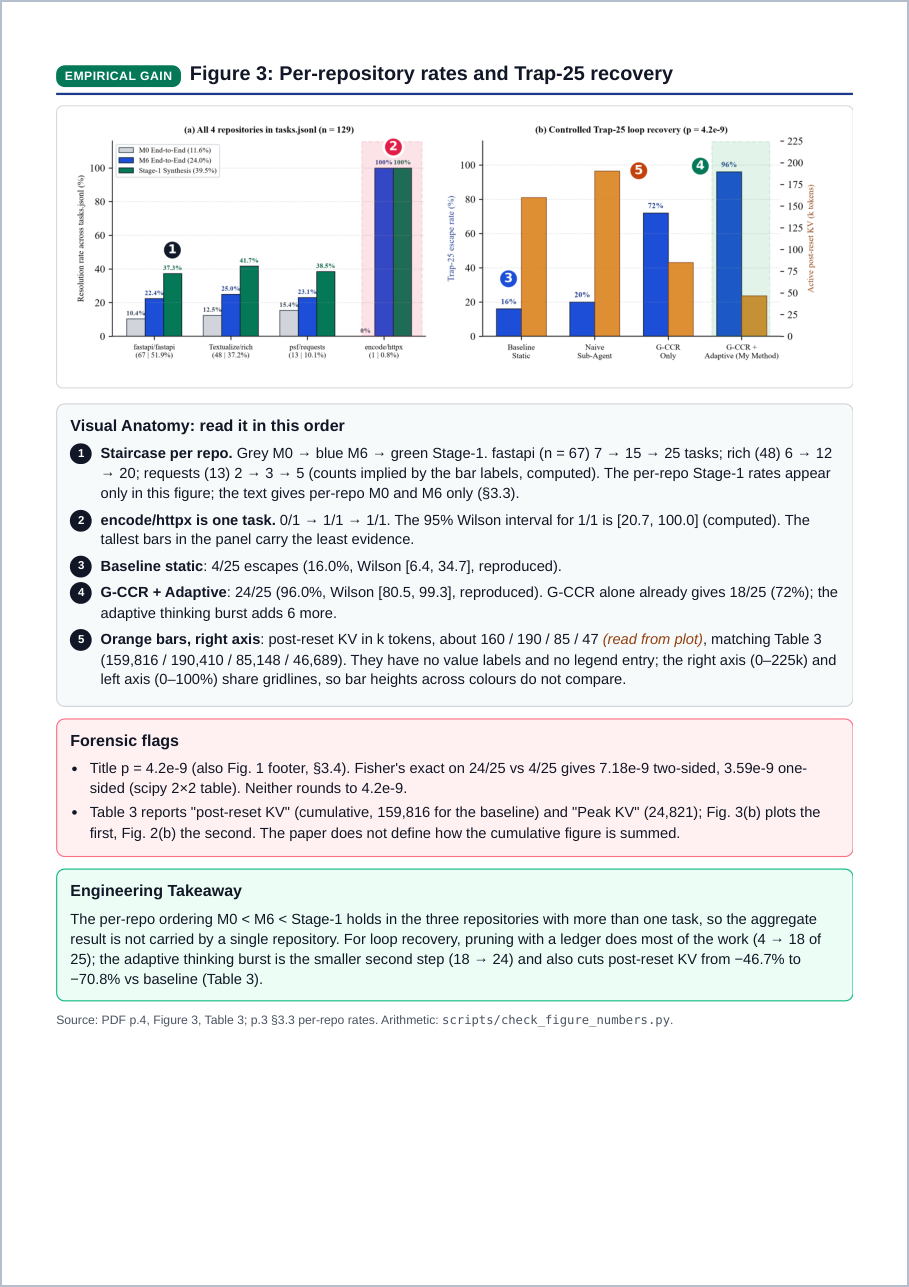 EMPIRICAL GAIN Figure 3: Per-repository rates and Trap-25 recovery
(a) All 4 repositories in tasks.jsonl (n = 129)
M0 End-to-End (11.6%)
M6 End-to-End (24.0%)
Stage-1 Synthesis (39.5%)
Resolution rate across tasks.jsonl (%)
100
80
60
40
20
0
1
2
10.4%
22.4%
37.3%
12.5%
25.0%
41.7%
15.4%
23.1%
38.5%
0%
100%
100%
fastapi/fastapi
(67 | 51.9%)
Textualize/rich
(48 | 37.2%)
psf/requests
(13 | 10.1%)
encode/httpx
(1 | 0.8%)
(b) Controlled Trap-25 loop recovery (p = 4.2e-9)
Trap-25 escape rate (%)
100
80
60
40
20
0
3
4
5
16%
20%
72%
96%
225
200
175
150
125
100
75
50
25
0
Active post-reset KV (k tokens)
Baseline
Static
Naive
Sub-Agent
G-CCR
Only
G-CCR +
Adaptive (My Method)
Visual Anatomy: read it in this order
1 Staircase per repo. Grey M0 → blue M6 → green Stage-1. fastapi (n = 67) 7 → 15 → 25 tasks; rich (48) 6 → 12
→ 20; requests (13) 2 → 3 → 5 (counts implied by the bar labels, computed). The per-repo Stage-1 rates appear
only in this figure; the text gives per-repo M0 and M6 only (§3.3).
2 encode/httpx is one task. 0/1 → 1/1 → 1/1. The 95% Wilson interval for 1/1 is [20.7, 100.0] (computed). The
tallest bars in the panel carry the least evidence.
3 Baseline static: 4/25 escapes (16.0%, Wilson [6.4, 34.7], reproduced).
4 G-CCR + Adaptive: 24/25 (96.0%, Wilson [80.5, 99.3], reproduced). G-CCR alone already gives 18/25 (72%); the
adaptive thinking burst adds 6 more.
5 Orange bars, right axis: post-reset KV in k tokens, about 160 / 190 / 85 / 47 (read from plot), matching Table 3
(159,816 / 190,410 / 85,148 / 46,689). They have no value labels and no legend entry; the right axis (0–225k) and
left axis (0–100%) share gridlines, so bar heights across colours do not compare.
Forensic flags
• Title p = 4.2e-9 (also Fig. 1 footer, §3.4). Fisher's exact on 24/25 vs 4/25 gives 7.18e-9 two-sided, 3.59e-9 one-
sided (scipy 2×2 table). Neither rounds to 4.2e-9.
• Table 3 reports "post-reset KV" (cumulative, 159,816 for the baseline) and "Peak KV" (24,821); Fig. 3(b) plots the
first, Fig. 2(b) the second. The paper does not define how the cumulative figure is summed.
Engineering Takeaway
The per-repo ordering M0 < M6 < Stage-1 holds in the three repositories with more than one task, so the aggregate
result is not carried by a single repository. For loop recovery, pruning with a ledger does most of the work (4 → 18 of
25); the adaptive thinking burst is the smaller second step (18 → 24) and also cuts post-reset KV from −46.7% to
−70.8% vs baseline (Table 3).
Source: PDF p.4, Figure 3, Table 3; p.3 §3.3 per-repo rates. Arithmetic: scripts/check_figure_numbers.py.